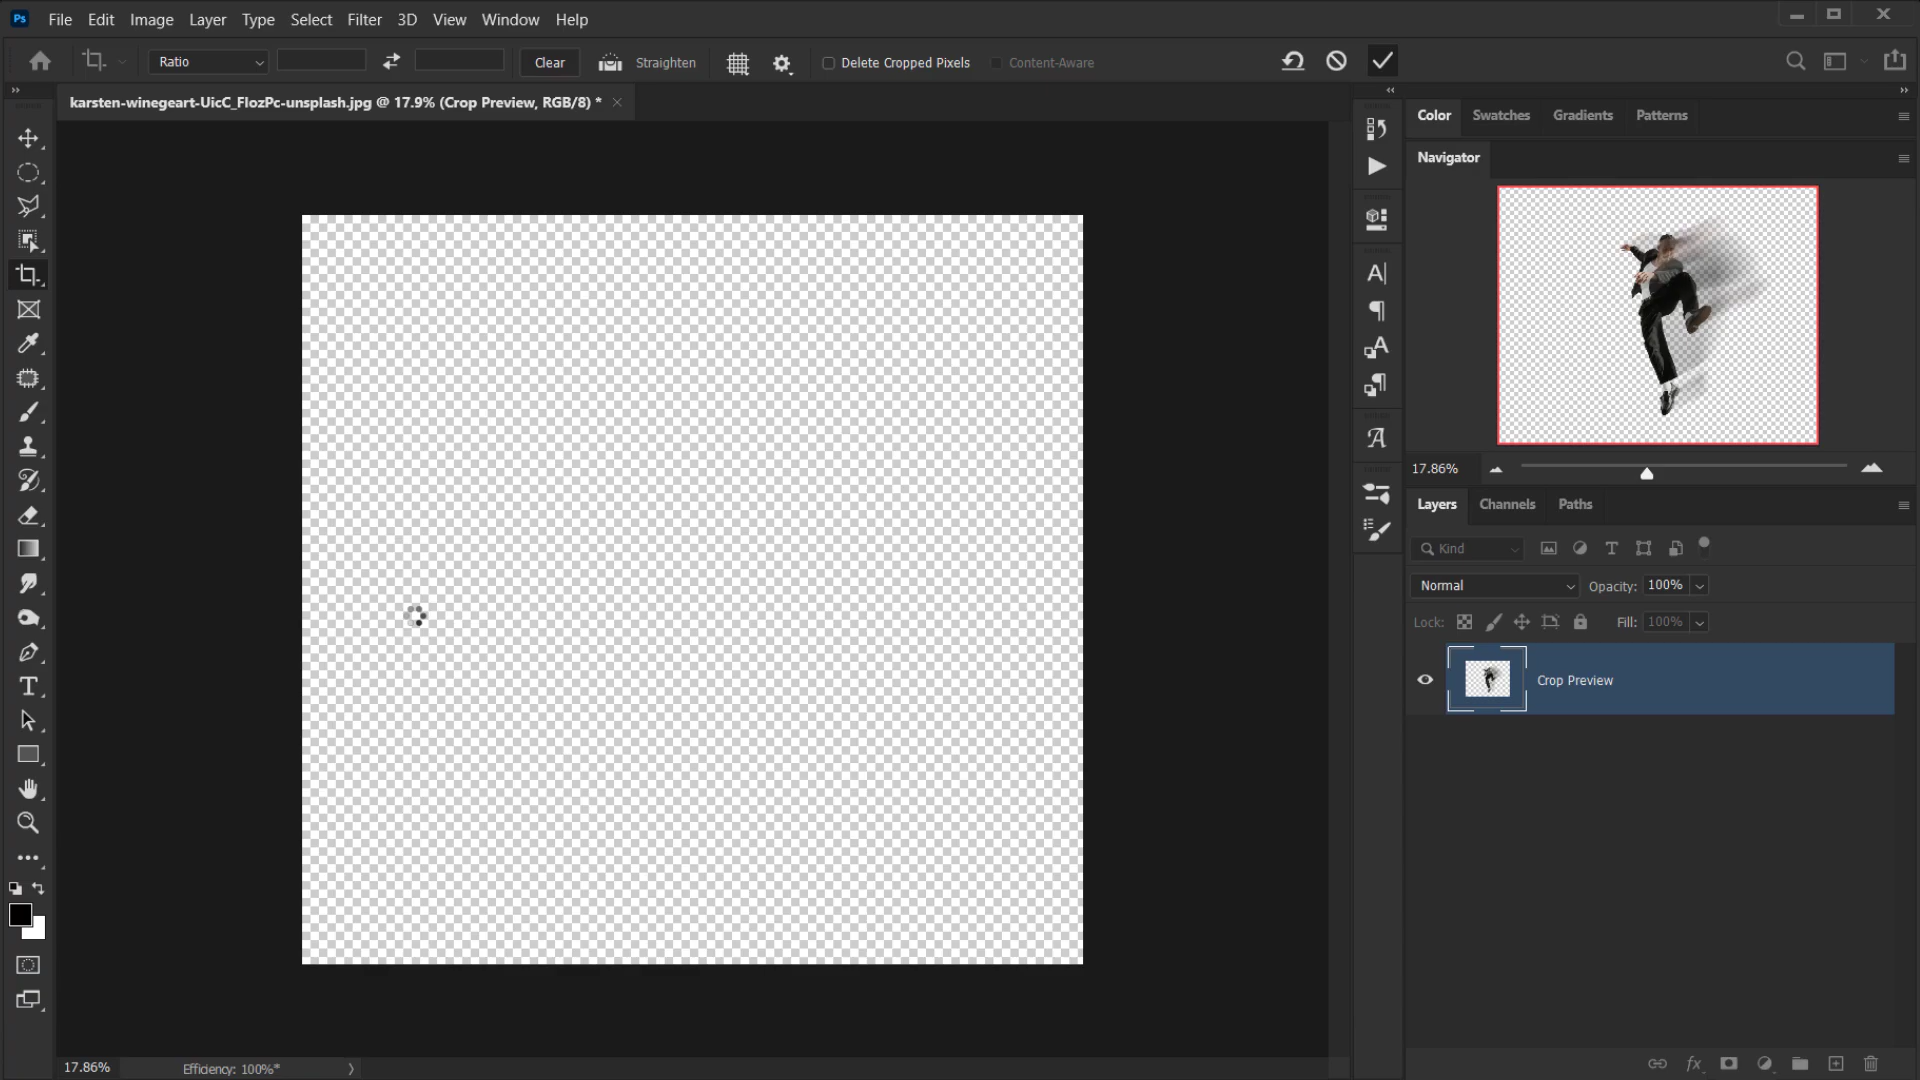 Ps File Edit Image Layer Type Select Filter 3D View Window Help
Ratio Clear Straighten Delete Cropped Pixels Content-Aware
karsten-winegeart-UicC_FlozPc-unsplash.jpg @ 17.9% (Crop Preview, RGB/8) *
Color Swatches Gradients Patterns
Navigator
17.86%
Layers Channels Paths
Kind
Normal Opacity: 100%
Lock: Fill: 100%
Crop Preview
17.86% Efficiency: 100%*
fx